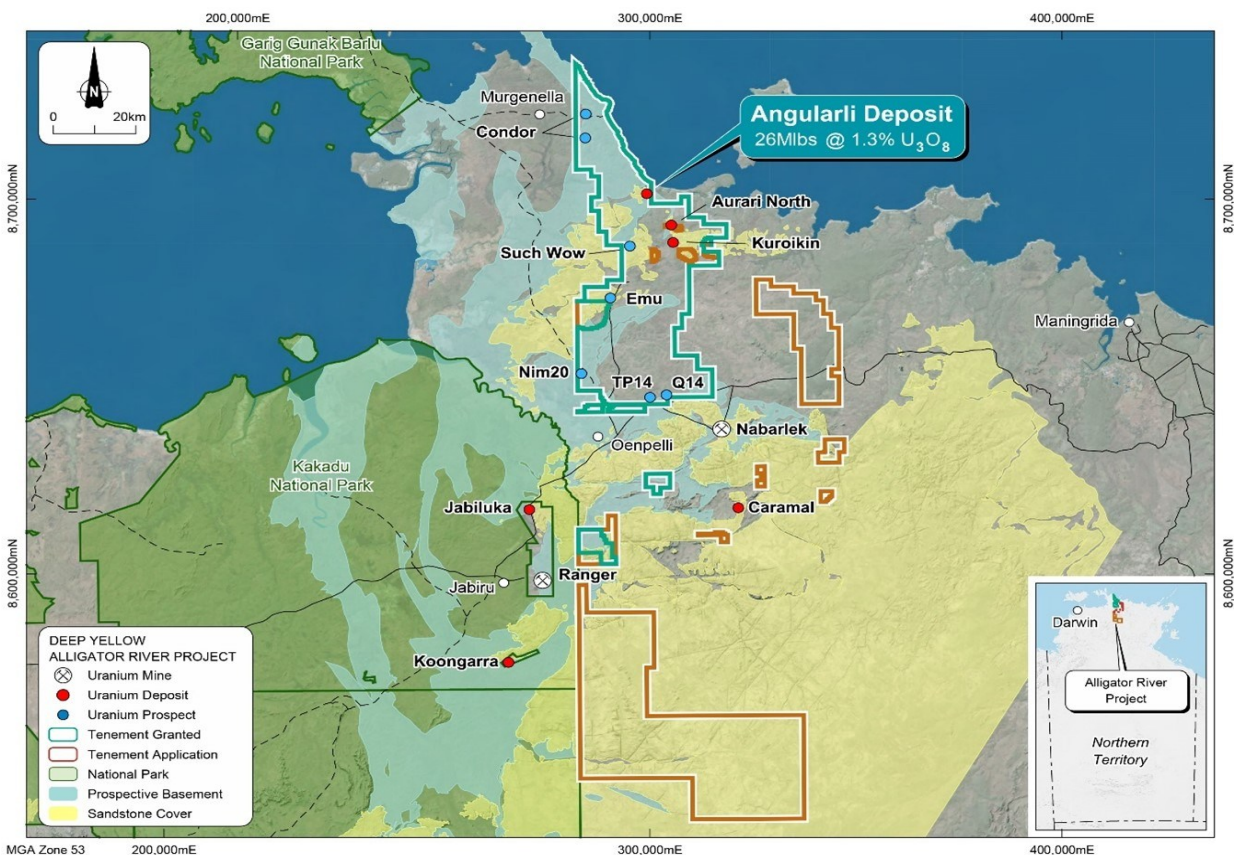 200,000mE
300,000mE
400,000mE
Garig Gunak Barlu
National Park
N
0 20km
Murgenella
Condor
Angularli Deposit
26Mlbs @ 1.3% U₃O₈
8,700,000mN
8,700,000mN
Aurari North
Such Wow
Kuroikin
Emu
Maningrida
Nim20
TP14
Q14
Nabarlek
Oenpelli
Kakadu
National Park
Jabiluka
Caramal
8,600,000mN
8,600,000mN
Ranger
Jabiru
Koongarra
DEEP YELLOW
ALLIGATOR RIVER PROJECT
Uranium Mine
Uranium Deposit
Uranium Prospect
Tenement Granted
Tenement Application
National Park
Prospective Basement
Sandstone Cover
Darwin
Alligator River
Project
Northern
Territory
MGA Zone 53
200,000mE
300,000mE
400,000mE